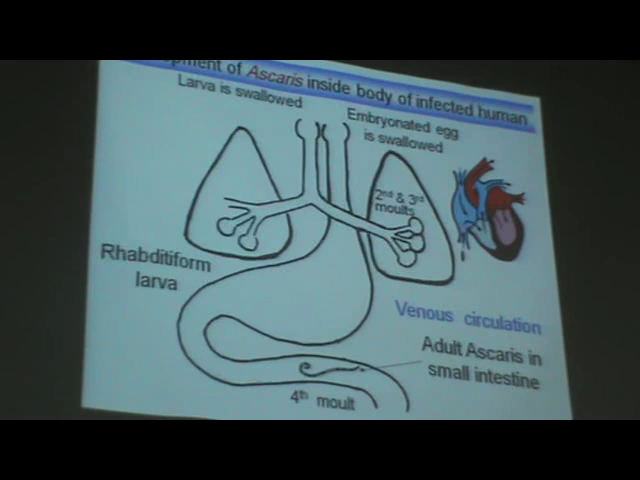 of Ascaris inside body of infected human
Larva is swallowed
Embryonated egg
is swallowed
2nd & 3rd
moults
Rhabditiform
larva
Venous circulation
Adult Ascaris in
small intestine
4th moult